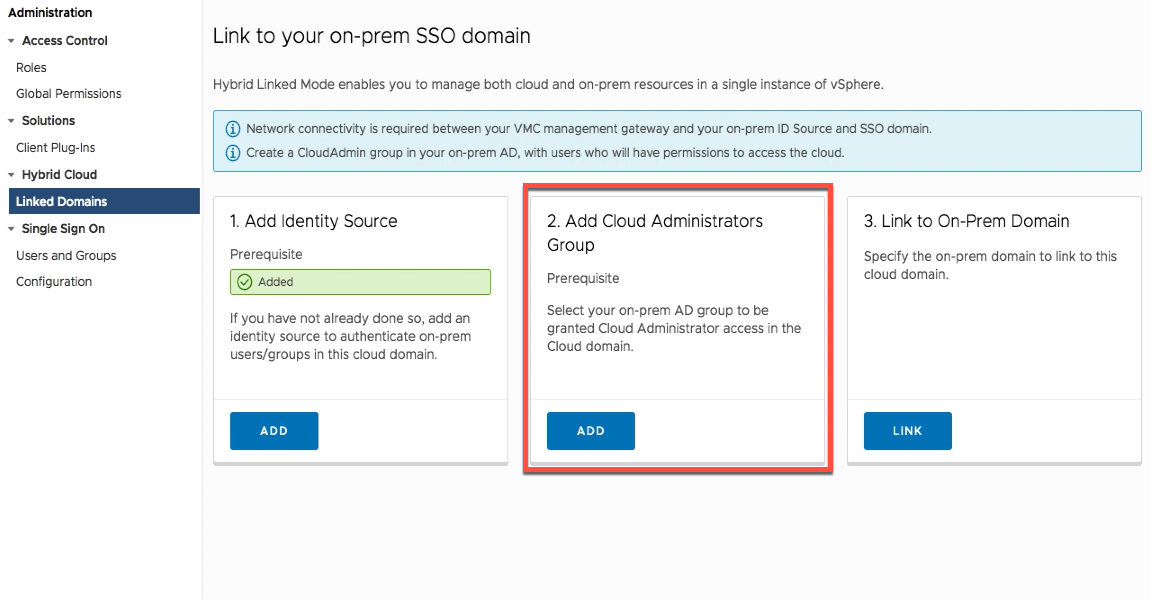 Administration
Access Control
Roles
Global Permissions
Solutions
Client Plug-Ins
Hybrid Cloud
Linked Domains
Single Sign On
Users and Groups
Configuration
Link to your on-prem SSO domain
Hybrid Linked Mode enables you to manage both cloud and on-prem resources in a single instance of vSphere.
Network connectivity is required between your VMC management gateway and your on-prem ID Source and SSO domain.
Create a CloudAdmin group in your on-prem AD, with users who will have permissions to access the cloud.
1. Add Identity Source
Prerequisite
Added
If you have not already done so, add an
identity source to authenticate on-prem
users/groups in this cloud domain.
ADD
2. Add Cloud Administrators
Group
Prerequisite
Select your on-prem AD group to be
granted Cloud Administrator access in the
Cloud domain.
ADD
3. Link to On-Prem Domain
Specify the on-prem domain to link to this
cloud domain.
LINK